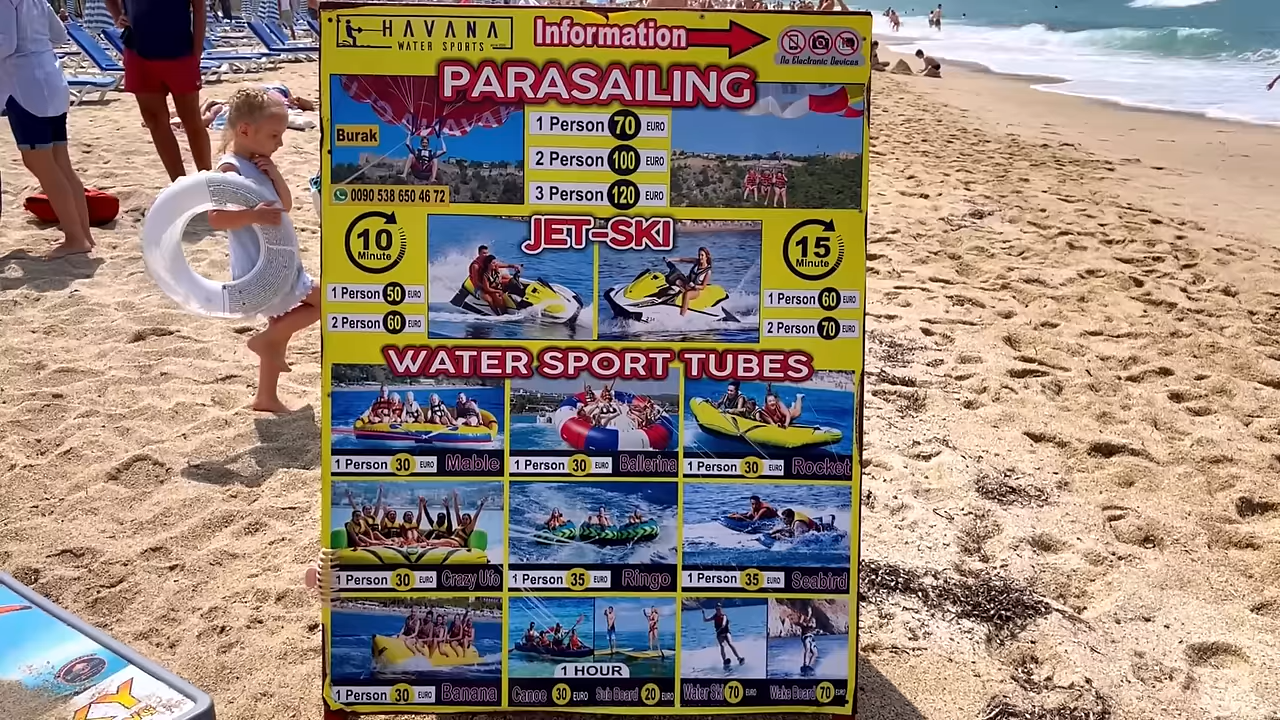 HAVANA
WATER SPORTS
Information
No Electronic Devices
PARASAILING
Burak
0090 538 650 46 72
1 Person 70 EURO
2 Person 100 EURO
3 Person 120 EURO
JET-SKI
10 Minute
1 Person 50 EURO
2 Person 60 EURO
15 Minute
1 Person 60 EURO
2 Person 70 EURO
WATER SPORT TUBES
1 Person 30 EURO Mable
1 Person 30 EURO Ballerina
1 Person 30 EURO Rocket
1 Person 30 EURO Crazy Ufo
1 Person 35 EURO Ringo
1 Person 35 EURO Seabird
1 Person 30 EURO Banana
1 HOUR
Canoe 30 EURO Sub Board 20 EURO
Water Ski 70 EURO Wake Board 70 EURO